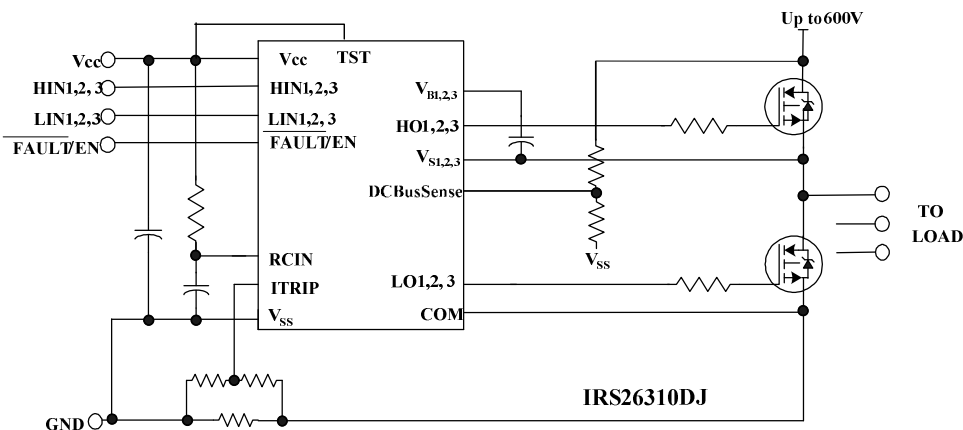 Up to600V
Vcc
HIN1,2, 3
LIN1,2,3
FAULT/EN
Vcc
TST
HIN1,2,3
LIN1,2, 3
FAULT/EN
RCIN
ITRIP
VSS
VB1,2,3
HO1,2,3
VS1,2,3
DCBusSense
LO1,2, 3
COM
VSS
TO
LOAD
IRS26310DJ
GND